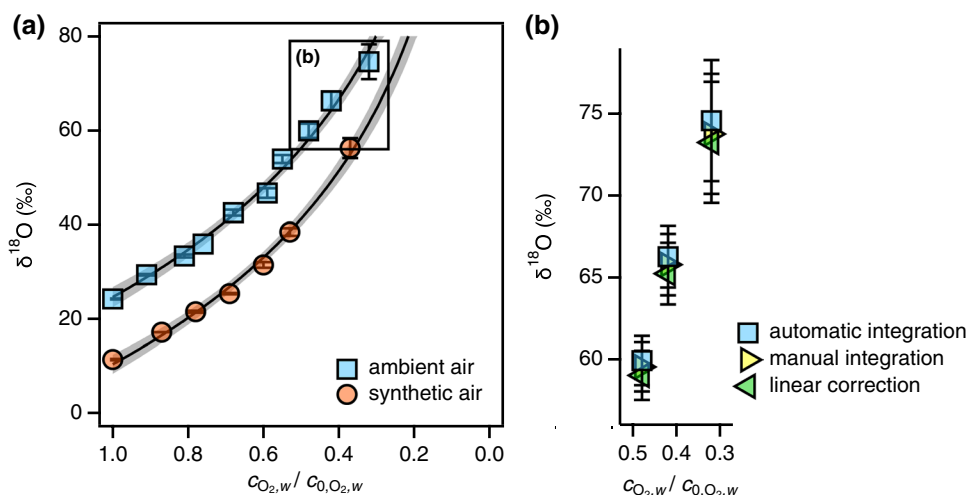 (a)
80
60
40
20
0
δ¹⁸O (‰)
(b)
ambient air
synthetic air
1.0 0.8 0.6 0.4 0.2 0.0
cO₂,w / c0,O₂,w
(b)
75
70
65
60
δ¹⁸O (‰)
automatic integration
manual integration
linear correction
0.5 0.4 0.3
cO₂,w / c0,O₂,w